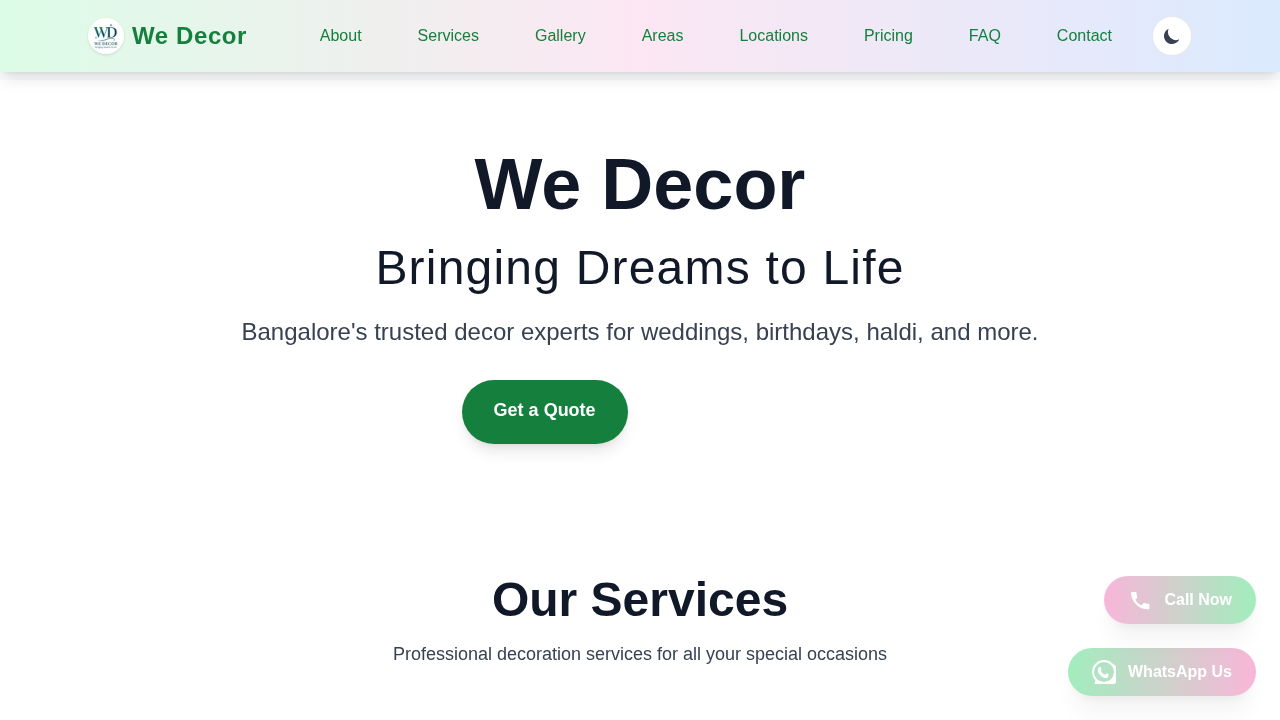 WD
WE DECOR
We Decor
About
Services
Gallery
Areas
Locations
Pricing
FAQ
Contact
We Decor
Bringing Dreams to Life
Bangalore's trusted decor experts for weddings, birthdays, haldi, and more.
Get a Quote
Our Services
Professional decoration services for all your special occasions
Call Now
WhatsApp Us